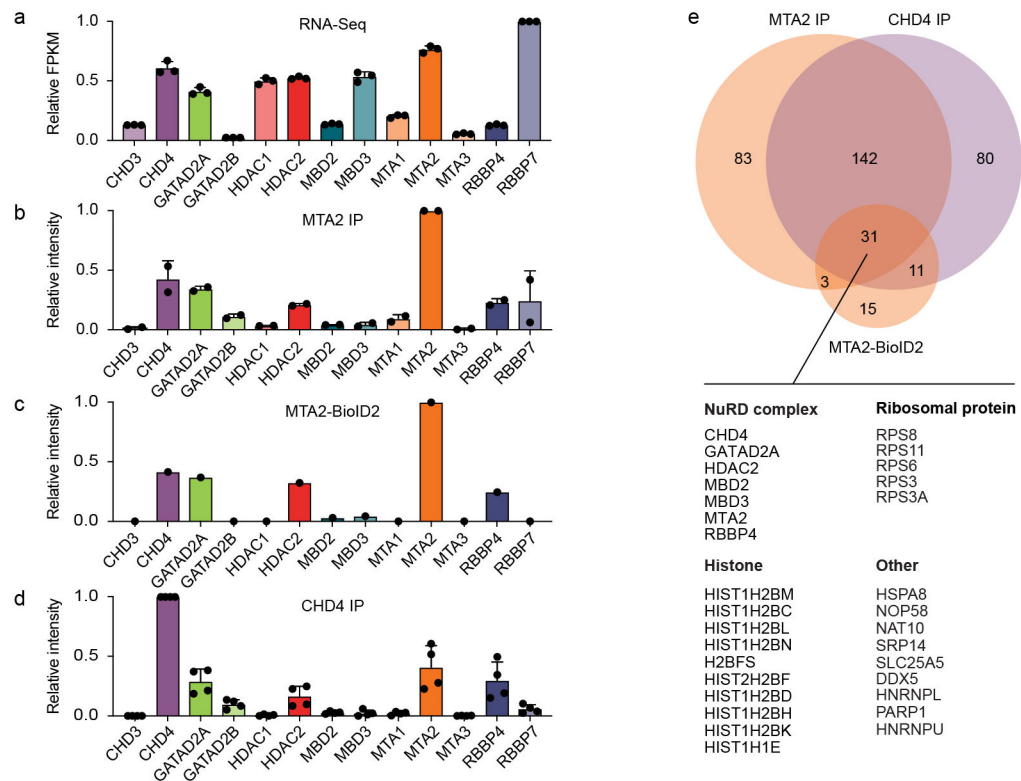 a
RNA-Seq
Relative FPKM
1.0
0.5
0.0
CHD3
CHD4
GATAD2A
GATAD2B
HDAC1
HDAC2
MBD2
MBD3
MTA1
MTA2
MTA3
RBBP4
RBBP7
b
MTA2 IP
Relative intensity
1.0
0.5
0.0
CHD3
CHD4
GATAD2A
GATAD2B
HDAC1
HDAC2
MBD2
MBD3
MTA1
MTA2
MTA3
RBBP4
RBBP7
c
MTA2-BioID2
Relative intensity
1.0
0.5
0.0
CHD3
CHD4
GATAD2A
GATAD2B
HDAC1
HDAC2
MBD2
MBD3
MTA1
MTA2
MTA3
RBBP4
RBBP7
d
CHD4 IP
Relative intensity
1.0
0.5
0.0
CHD3
CHD4
GATAD2A
GATAD2B
HDAC1
HDAC2
MBD2
MBD3
MTA1
MTA2
MTA3
RBBP4
RBBP7
e
MTA2 IP
CHD4 IP
83
142
80
31
3
11
15
MTA2-BioID2
NuRD complex
CHD4
GATAD2A
HDAC2
MBD2
MBD3
MTA2
RBBP4
Ribosomal protein
RPS8
RPS11
RPS6
RPS3
RPS3A
Histone
HIST1H2BM
HIST1H2BC
HIST1H2BL
HIST1H2BN
H2BFS
HIST2H2BF
HIST1H2BD
HIST1H2BH
HIST1H2BK
HIST1H1E
Other
HSPA8
NOP58
NAT10
SRP14
SLC25A5
DDX5
HNRNPL
PARP1
HNRNPU